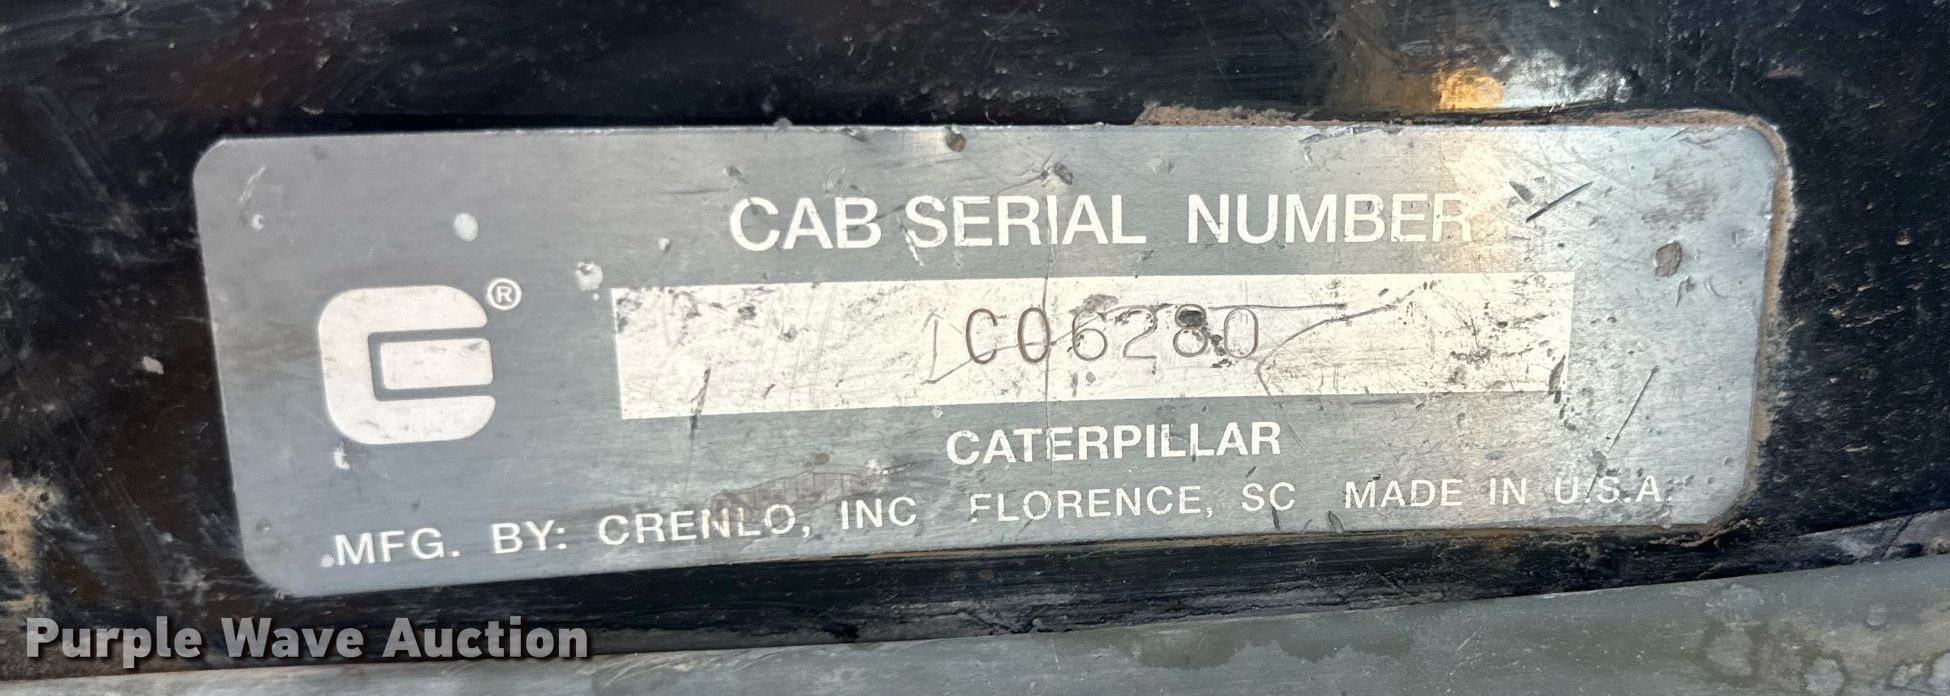 CAB SERIAL NUMBER
®
C06280
CATERPILLAR
MFG. BY: CRENLO, INC FLORENCE, SC MADE IN U.S.A.
Purple Wave Auction